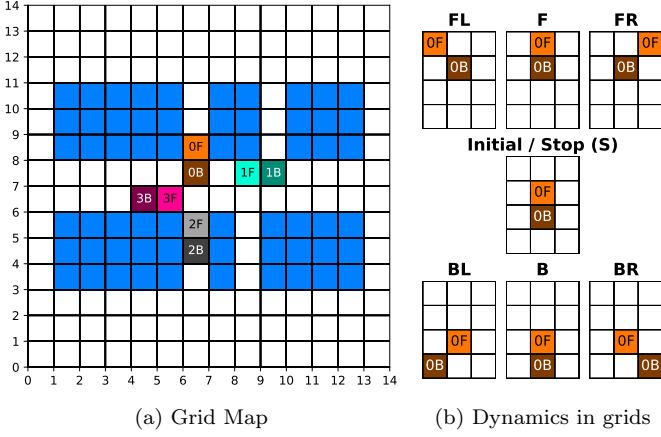 14
13
12
11
10
9
8
7
6
5
4
3
2
1
0
0F
0B 1F 1B
3B 3F
2F
2B
0 1 2 3 4 5 6 7 8 9 10 11 12 13 14
(a) Grid Map
FL F FR
0F 0F 0F
0B 0B 0B
Initial / Stop (S)
0F
0B
BL B BR
0F 0F 0F
0B 0B 0B
(b) Dynamics in grids